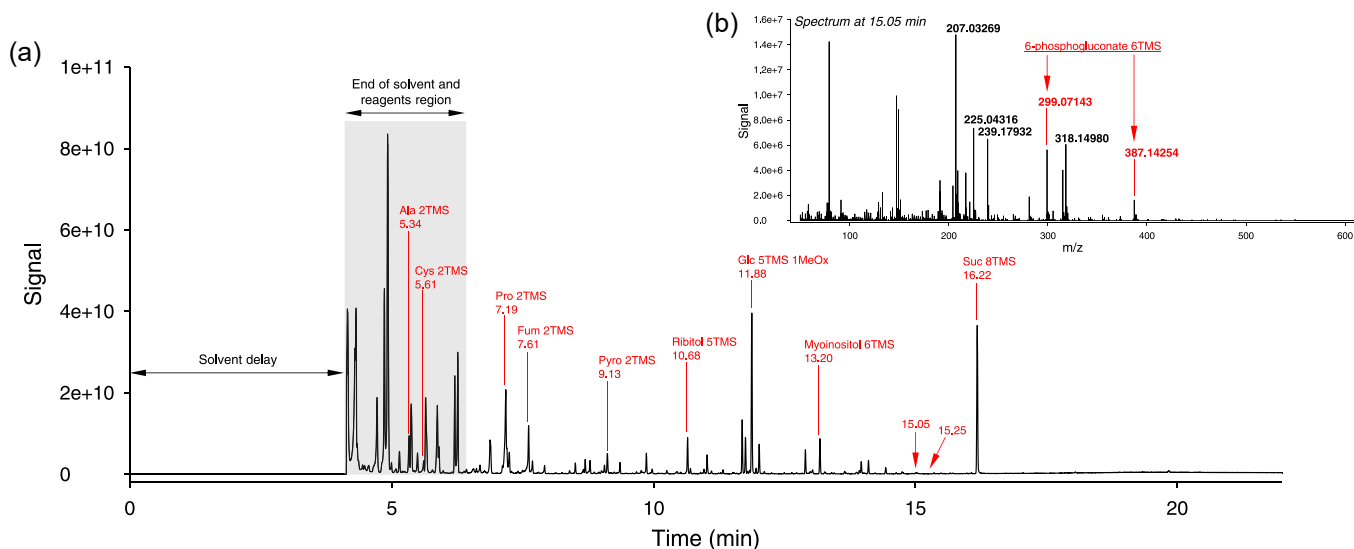 (a)
Signal
1e+11
8e+10
6e+10
4e+10
2e+10
0
0
5
10
15
20
Time (min)
Solvent delay
End of solvent and
reagents region
Ala 2TMS
5.34
Cys 2TMS
5.61
Pro 2TMS
7.19
Fum 2TMS
7.61
Pyro 2TMS
9.13
Ribitol 5TMS
10.68
Glc 5TMS 1MeOx
11.88
Myoinositol 6TMS
13.20
15.05
15.25
Suc 8TMS
16.22
(b)
Spectrum at 15.05 min
Signal
1.6e+7
1.4e+7
1.2e+7
1.0e+7
8.0e+6
6.0e+6
4.0e+6
2.0e+6
0.0
100
200
300
400
500
600
m/z
207.03269
225.04316
239.17932
6-phosphogluconate 6TMS
299.07143
318.14980
387.14254